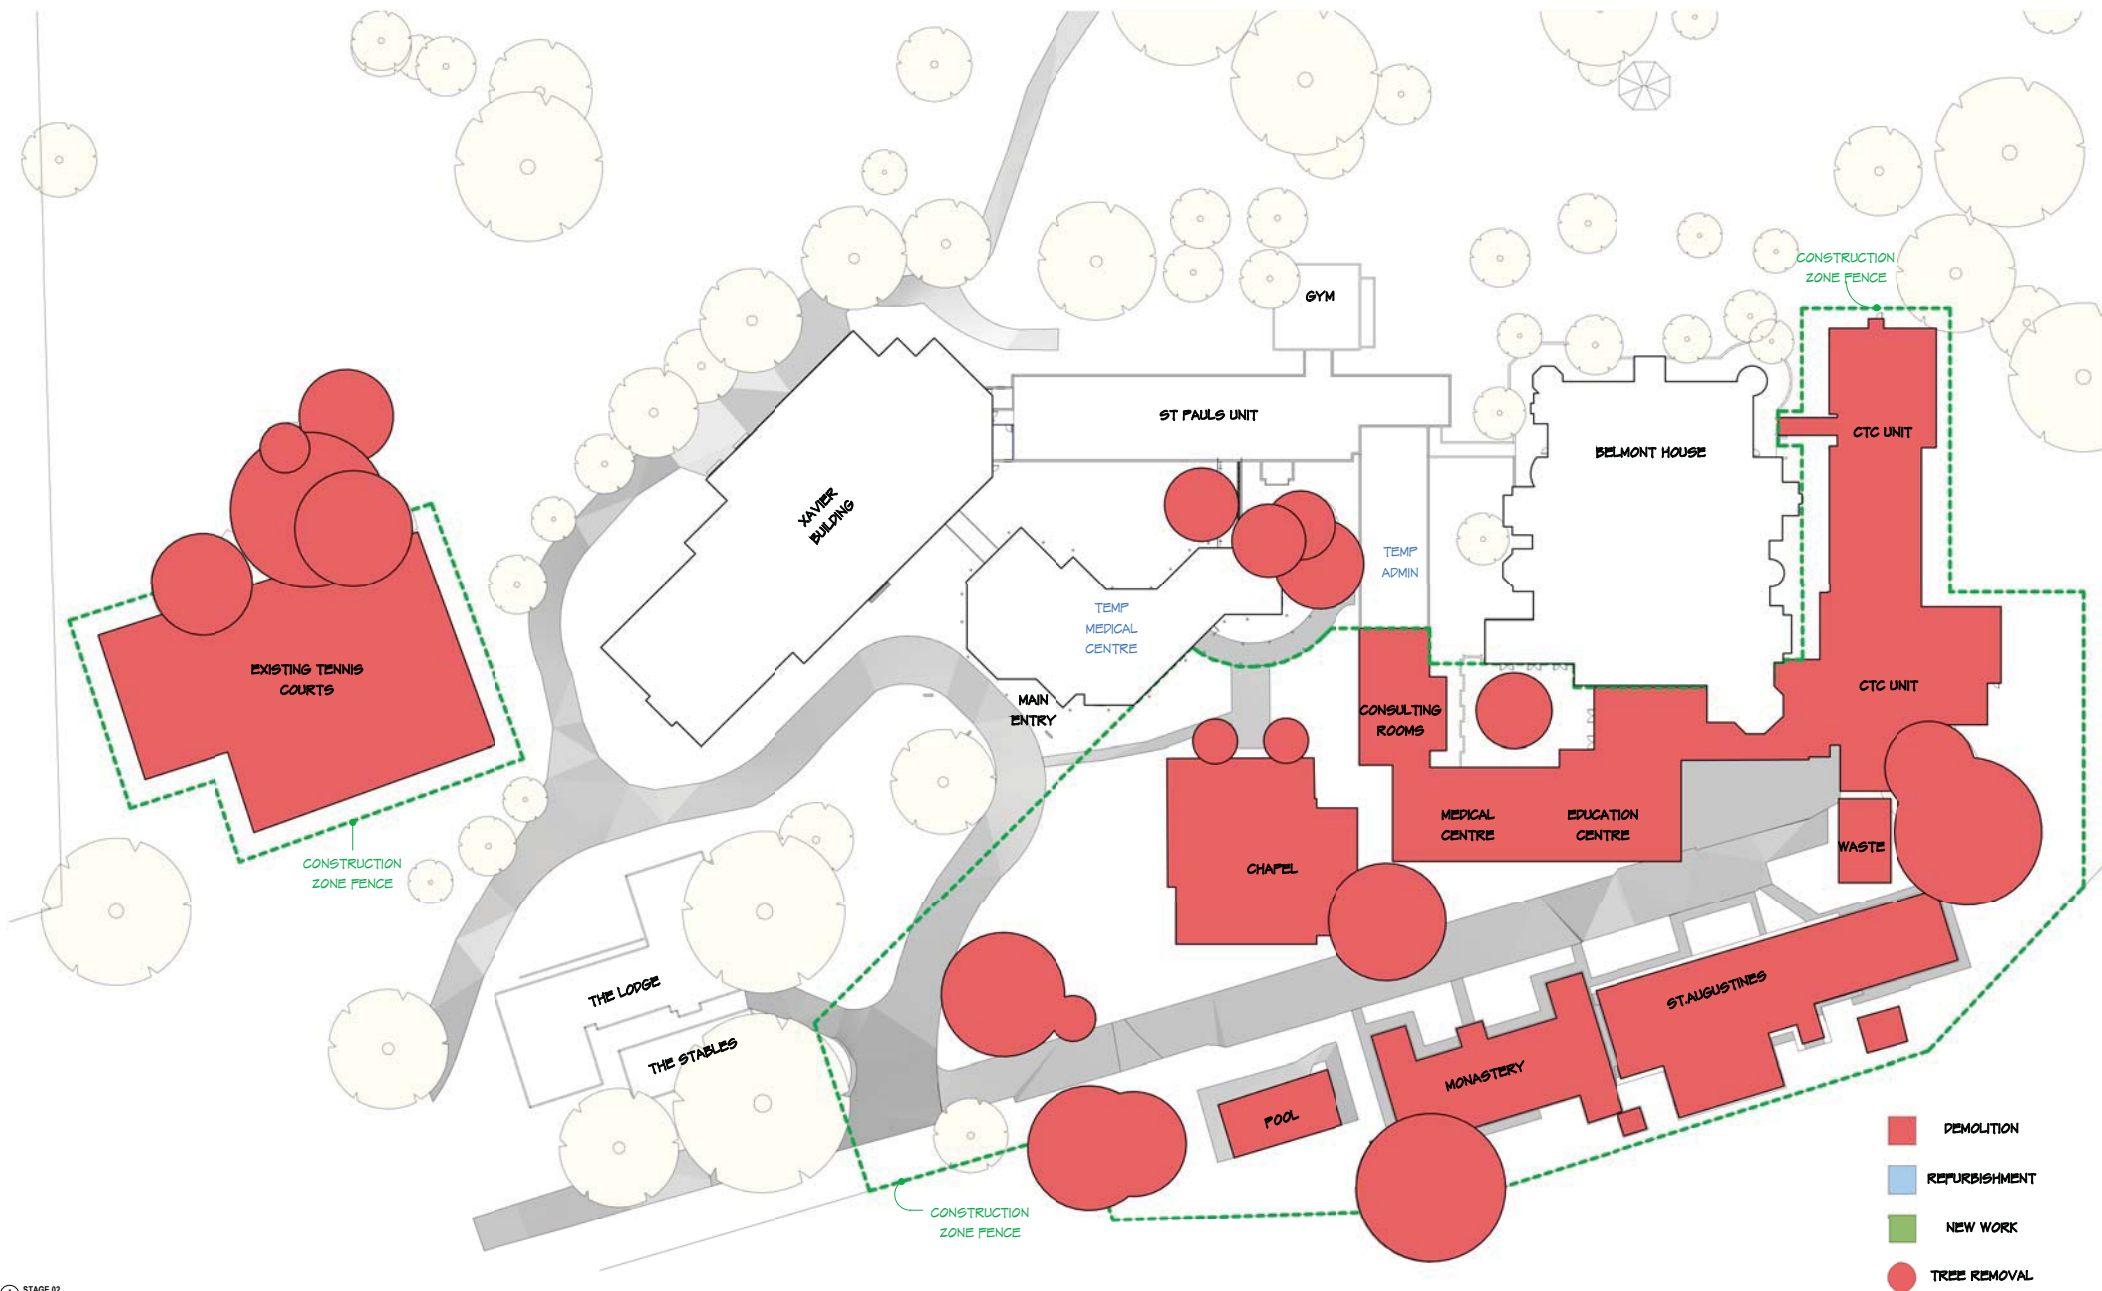 CONSTRUCTION
ZONE FENCE
GYM
ST PAULS UNIT
BELMONT HOUSE
CTC UNIT
XAVIER
BUILDING
TEMP
ADMIN
TEMP
MEDICAL
CENTRE
EXISTING TENNIS
COURTS
MAIN
ENTRY
CONSULTING
ROOMS
CTC UNIT
MEDICAL
CENTRE
EDUCATION
CENTRE
WASTE
CHAPEL
CONSTRUCTION
ZONE FENCE
THE LODGE
THE STABLES
ST.AUGUSTINES
MONASTERY
POOL
CONSTRUCTION
ZONE FENCE
DEMOLITION
REFURBISHMENT
NEW WORK
TREE REMOVAL
STAGE 02